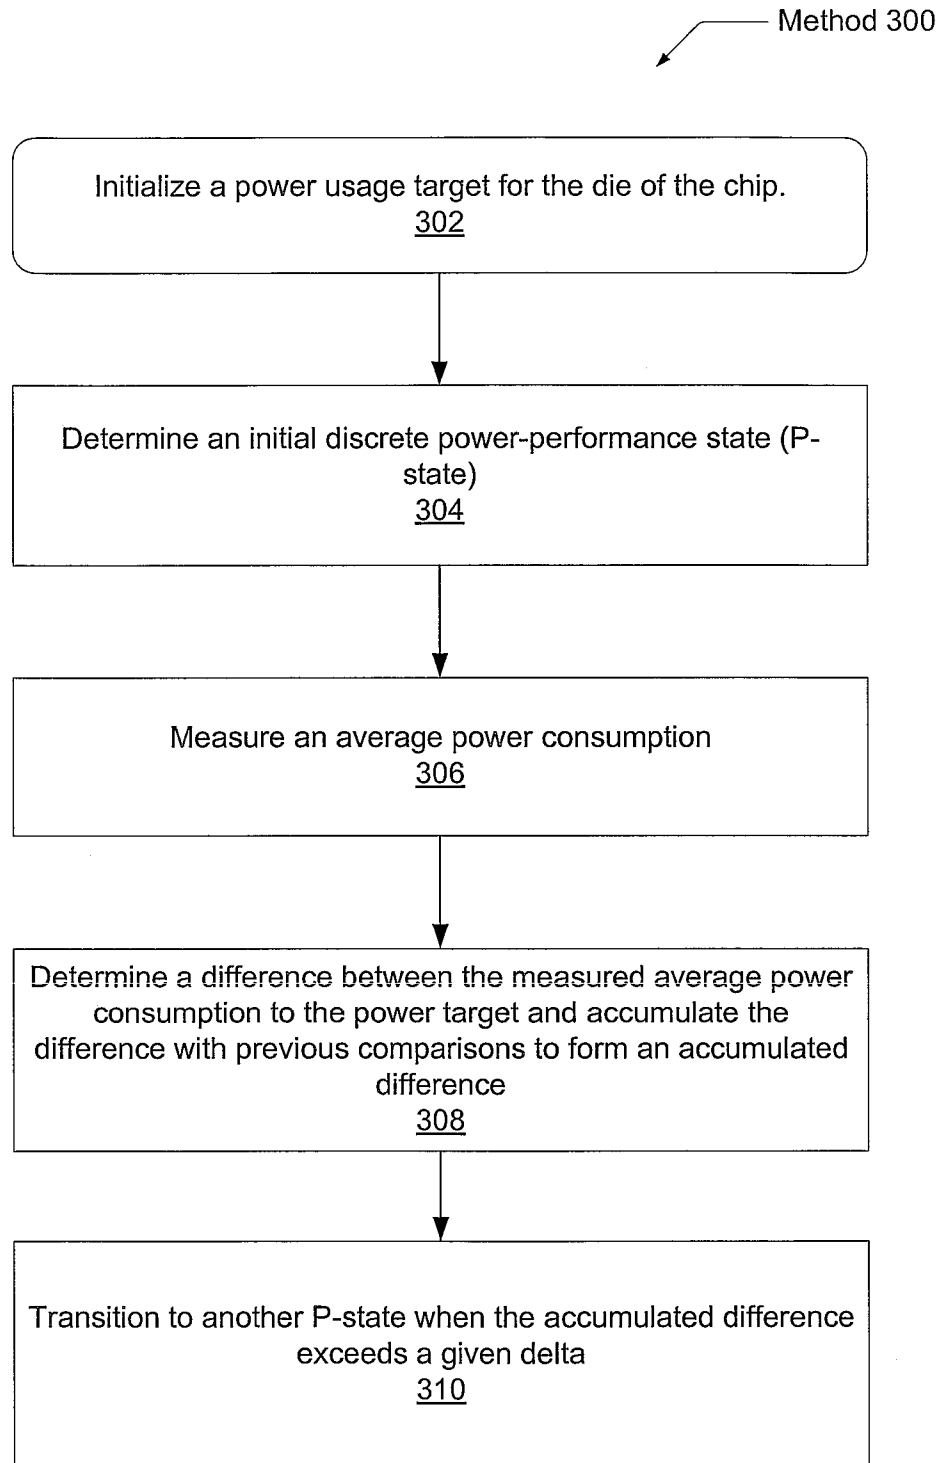 Method 300
Initialize a power usage target for the die of the chip.
302
Determine an initial discrete power-performance state (P-
state)
304
Measure an average power consumption
306
Determine a difference between the measured average power
consumption to the power target and accumulate the
difference with previous comparisons to form an accumulated
difference
308
Transition to another P-state when the accumulated difference
exceeds a given delta
310